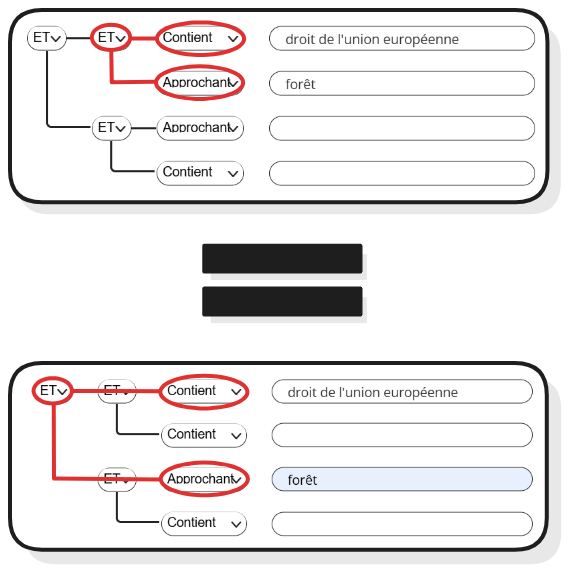 ET ET Contient droit de l'union européenne
Approchant forêt
ET Approchant
Contient
ET ET Contient droit de l'union européenne
Contient
ET Approchant forêt
Contient